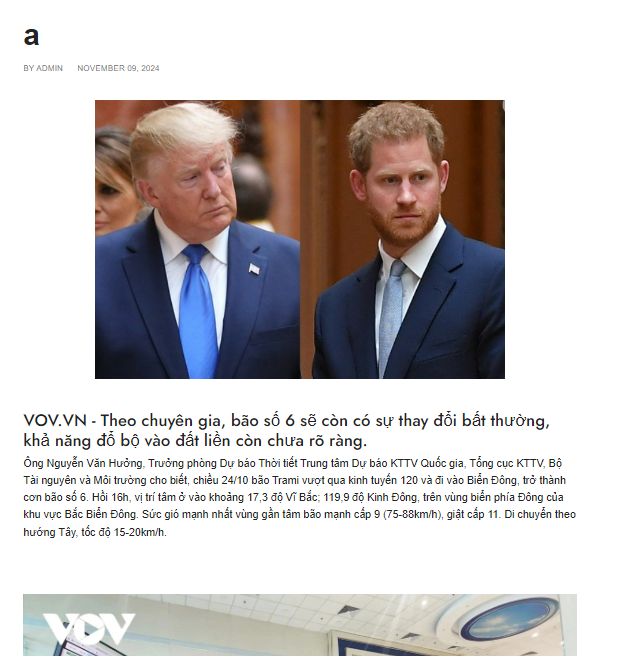 a
BY ADMIN NOVEMBER 09, 2024
VOV.VN - Theo chuyên gia, bão số 6 sẽ còn có sự thay đổi bất thường,
khả năng đổ bộ vào đất liền còn chưa rõ ràng.
Ông Nguyễn Văn Hưởng, Trưởng phòng Dự báo Thời tiết Trung tâm Dự báo KTTV Quốc gia, Tổng cục KTTV, Bộ
Tài nguyên và Môi trường cho biết, chiều 24/10 bão Trami vượt qua kinh tuyến 120 và đi vào Biển Đông, trở thành
cơn bão số 6. Hồi 16h, vị trí tâm ở vào khoảng 17,3 độ Vĩ Bắc; 119,9 độ Kinh Đông, trên vùng biển phía Đông của
khu vực Bắc Biển Đông. Sức gió mạnh nhất vùng gần tâm bão mạnh cấp 9 (75-88km/h), giật cấp 11. Di chuyển theo
hướng Tây, tốc độ 15-20km/h.
VOV